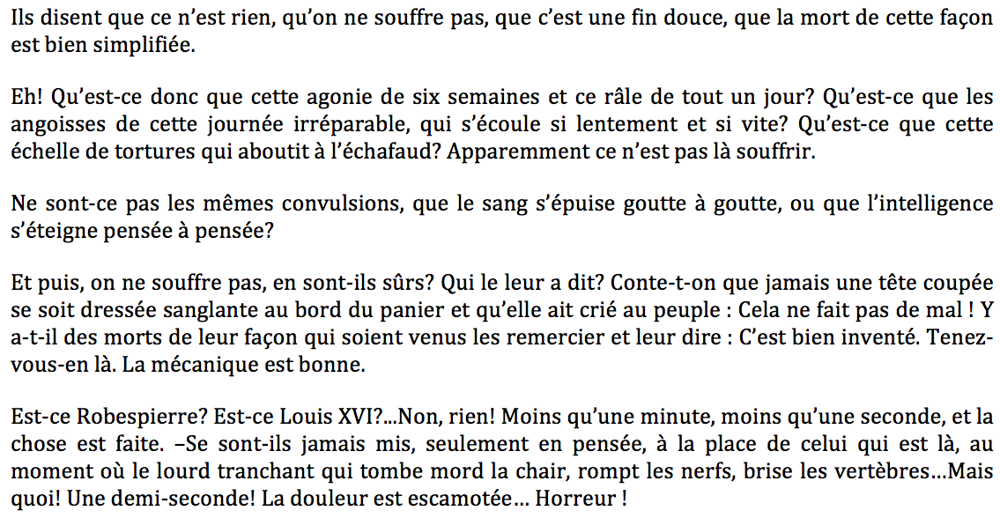 Ils disent que ce n’est rien, qu’on ne souffre pas, que c’est une fin douce, que la mort de cette façon
est bien simplifiée.
Eh! Qu’est-ce donc que cette agonie de six semaines et ce râle de tout un jour? Qu’est-ce que les
angoisses de cette journée irréparable, qui s’écoule si lentement et si vite? Qu’est-ce que cette
échelle de tortures qui aboutit à l’échafaud? Apparemment ce n’est pas là souffrir.
Ne sont-ce pas les mêmes convulsions, que le sang s’épuise goutte à goutte, ou que l’intelligence
s’éteigne pensée à pensée?
Et puis, on ne souffre pas, en sont-ils sûrs? Qui le leur a dit? Conte-t-on que jamais une tête coupée
se soit dressée sanglante au bord du panier et qu’elle ait crié au peuple : Cela ne fait pas de mal ! Y
a-t-il des morts de leur façon qui soient venus les remercier et leur dire : C’est bien inventé. Tenez-
vous-en là. La mécanique est bonne.
Est-ce Robespierre? Est-ce Louis XVI?...Non, rien! Moins qu’une minute, moins qu’une seconde, et la
chose est faite. –Se sont-ils jamais mis, seulement en pensée, à la place de celui qui est là, au
moment où le lourd tranchant qui tombe mord la chair, rompt les nerfs, brise les vertèbres…Mais
quoi! Une demi-seconde! La douleur est escamotée… Horreur !